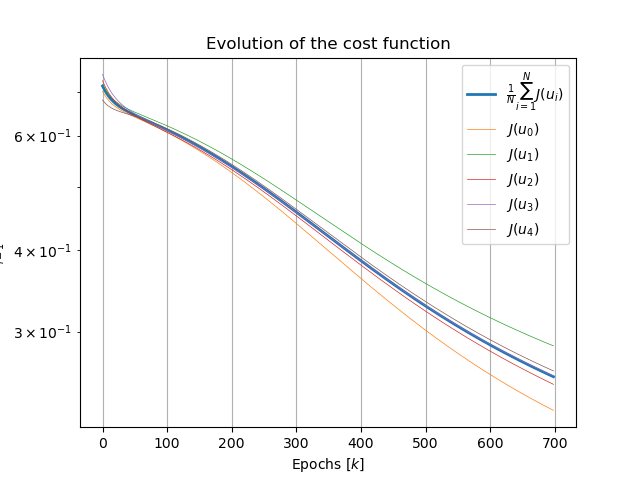 Evolution of the cost function
6 × 10⁻¹
4 × 10⁻¹
3 × 10⁻¹
0 100 200 300 400 500 600 700
Epochs [k]
1/N ∑_{i=1}^{N} J(u_i)
J(u₀)
J(u₁)
J(u₂)
J(u₃)
J(u₄)